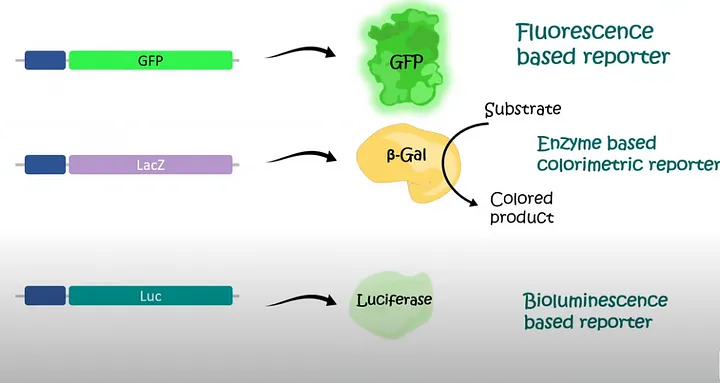 GFP
GFP
Fluorescence
based reporter
LacZ
β-Gal
Substrate
Colored
product
Enzyme based
colorimetric reporter
Luc
Luciferase
Bioluminescence
based reporter